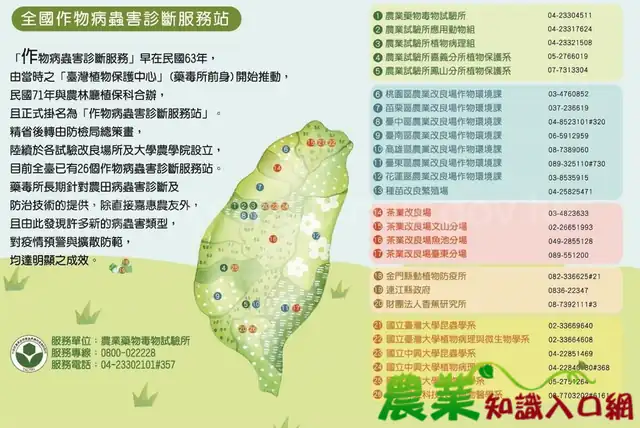 全國作物病蟲害診斷服務站
「作物病蟲害診斷服務」早在民國63年，
由當時之「臺灣植物保護中心」（藥毒所前身）開始推動，
民國71年與農林廳植保科合辦，
且正式掛名為「作物病蟲害診斷服務站」。
精省後轉由防檢局總策畫，
陸續於各試驗改良場所及大學農學院設立，
目前全臺已有26個作物病蟲害診斷服務站。
藥毒所長期針對農田病蟲害診斷及
防治技術的提供，除直接嘉惠農友外，
且由此發現許多新的病蟲害類型，
對疫情預警與擴散防範，
均達明顯之成效。
服務單位：農業藥物毒物試驗所
服務專線：0800-022228
服務電話：04-23302101#357
1 農業藥物毒物試驗所 04-23304511
2 農業試驗所應用動物組 04-23317624
3 農業試驗所植物病理組 04-23321508
4 農業試驗所嘉義分所植物保護系 05-2766019
5 農業試驗所鳳山分所植物保護系 07-7313304
6 桃園區農業改良場作物環境課 03-4760852
7 苗栗區農業改良場作物環境課 037-236619
8 臺中區農業改良場作物環境課 04-8523101#320
9 臺南區農業改良場作物環境課 06-5912959
10 高雄區農業改良場作物環境課 08-7389060
11 臺東區農業改良場作物環境課 089-325110#730
12 花蓮區農業改良場作物環境課 03-8535915
13 種苗改良繁殖場 04-25825471
14 茶業改良場 03-4823633
15 茶業改良場文山分場 02-26651993
16 茶業改良場魚池分場 049-2855128
17 茶業改良場臺東分場 089-551200
18 金門縣動植物防疫所 082-336625#21
19 連江縣政府 0836-22347
20 財團法人香蕉研究所 08-7392111#3
21 國立臺灣大學昆蟲學系 02-33669640
22 國立臺灣大學植物病理與微生物學系 02-33664608
23 國立中興大學昆蟲學系 04-22851469
24 國立中興大學植物病理 #368
25
26
農業知識入口網